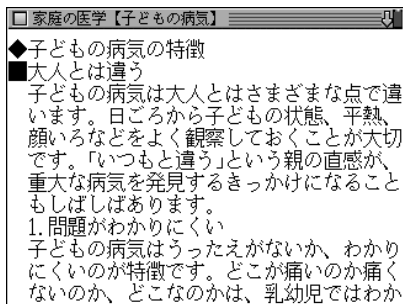 家庭の医学【子どもの病気】
◆子どもの病気の特徴
■大人とは違う
子どもの病気は大人とはさまざまな点で違
います。日ごろから子どもの状態、平熱、
顔いろなどをよく観察しておくことが大切
です。「いつもと違う」という親の直感が、
重大な病気を発見するきっかけになること
もしばしばあります。
1.問題がわかりにくい
子どもの病気はうったえがないか、わかり
にくいのが特徴です。どこが痛いのか痛く
ないのか、どこなのかは、乳幼児ではわか